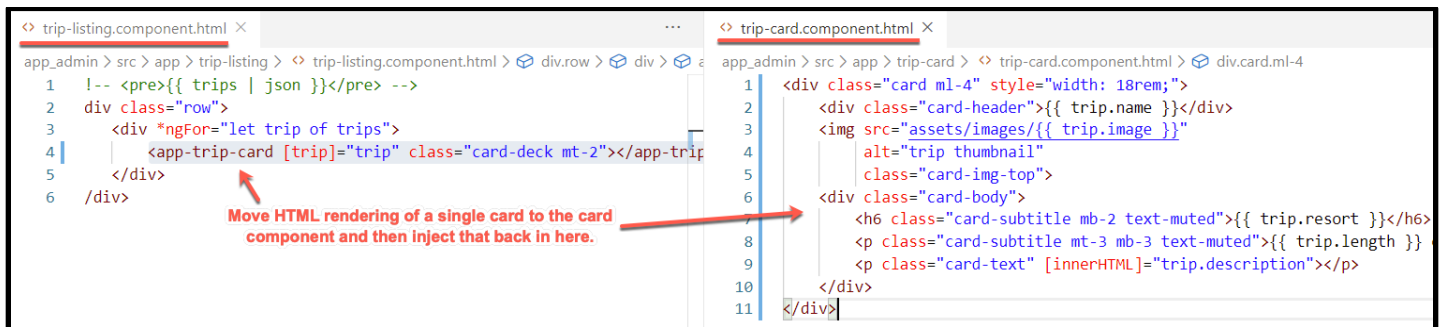 trip-listing.component.html ×
app_admin > src > app > trip-listing > <> trip-listing.component.html > div.row > div > a
1 !-- <pre>{{ trips | json }}</pre> -->
2 div class="row">
3 <div *ngFor="let trip of trips">
4 <app-trip-card [trip]="trip" class="card-deck mt-2"></app-trip
5 </div>
6 /div>
Move HTML rendering of a single card to the card
component and then inject that back in here.
trip-card.component.html ×
app_admin > src > app > trip-card > <> trip-card.component.html > div.card.ml-4
1 <div class="card ml-4" style="width: 18rem;">
2 <div class="card-header">{{ trip.name }}</div>
3 <img src="assets/images/{{ trip.image }}"
4 alt="trip thumbnail"
5 class="card-img-top">
6 <div class="card-body">
7 <h6 class="card-subtitle mb-2 text-muted">{{ trip.resort }}</h6>
8 <p class="card-subtitle mt-3 mb-3 text-muted">{{ trip.length }}
9 <p class="card-text" [innerHTML]="trip.description"></p>
10 </div>
11 </div>